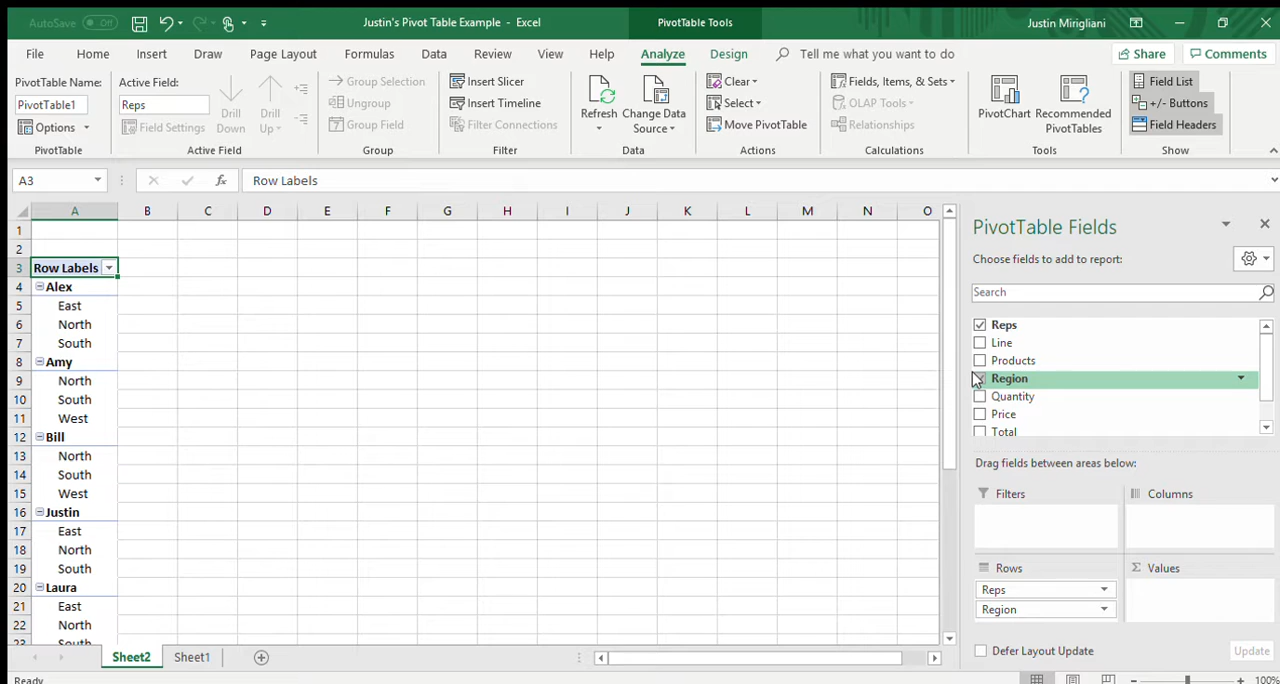 AutoSave Off Justin's Pivot Table Example - Excel PivotTable Tools Justin Mirigliani
File Home Insert Draw Page Layout Formulas Data Review View Help Analyze Design Tell me what you want to do Share Comments
PivotTable Name: Active Field: Group Selection Insert Slicer Clear Fields, Items, & Sets Field List
PivotTable1 Reps Ungroup Insert Timeline Select OLAP Tools +/- Buttons
Options Field Settings Drill Down Drill Up Group Field Filter Connections Refresh Change Data Source Move PivotTable Relationships PivotChart Recommended PivotTables Field Headers
PivotTable Active Field Group Filter Data Actions Calculations Tools Show
A3 fx Row Labels
A B C D E F G H I J K L M N O
1
2
3 Row Labels
4 Alex
5 East
6 North
7 South
8 Amy
9 North
10 South
11 West
12 Bill
13 North
14 South
15 West
16 Justin
17 East
18 North
19 South
20 Laura
21 East
22 North
23 South
PivotTable Fields
Choose fields to add to report:
Search
Reps
Line
Products
Region
Quantity
Price
Total
Drag fields between areas below:
Filters Columns
Rows Values
Reps
Region
Defer Layout Update Update
Sheet2 Sheet1
Ready 100%